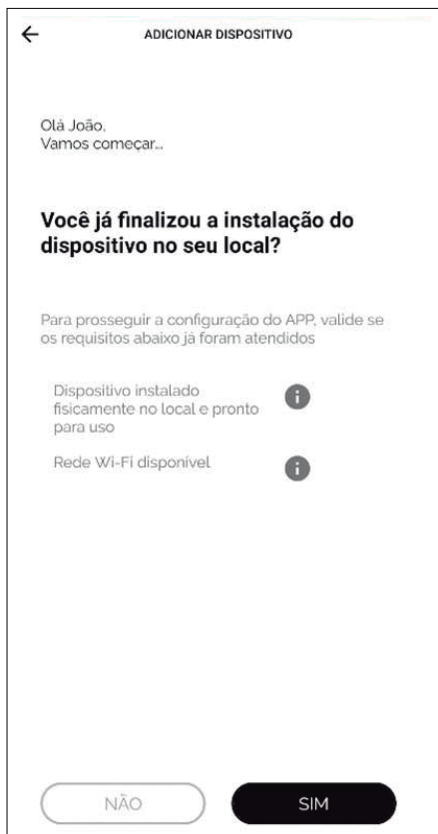 ADICIONAR DISPOSITIVO
Olá João,
Vamos começar...
Você já finalizou a instalação do
dispositivo no seu local?
Para prosseguir a configuração do APP, valide se
os requisitos abaixo já foram atendidos
Dispositivo instalado
fisicamente no local e pronto
para uso
Rede Wi-Fi disponível
NÃO
SIM